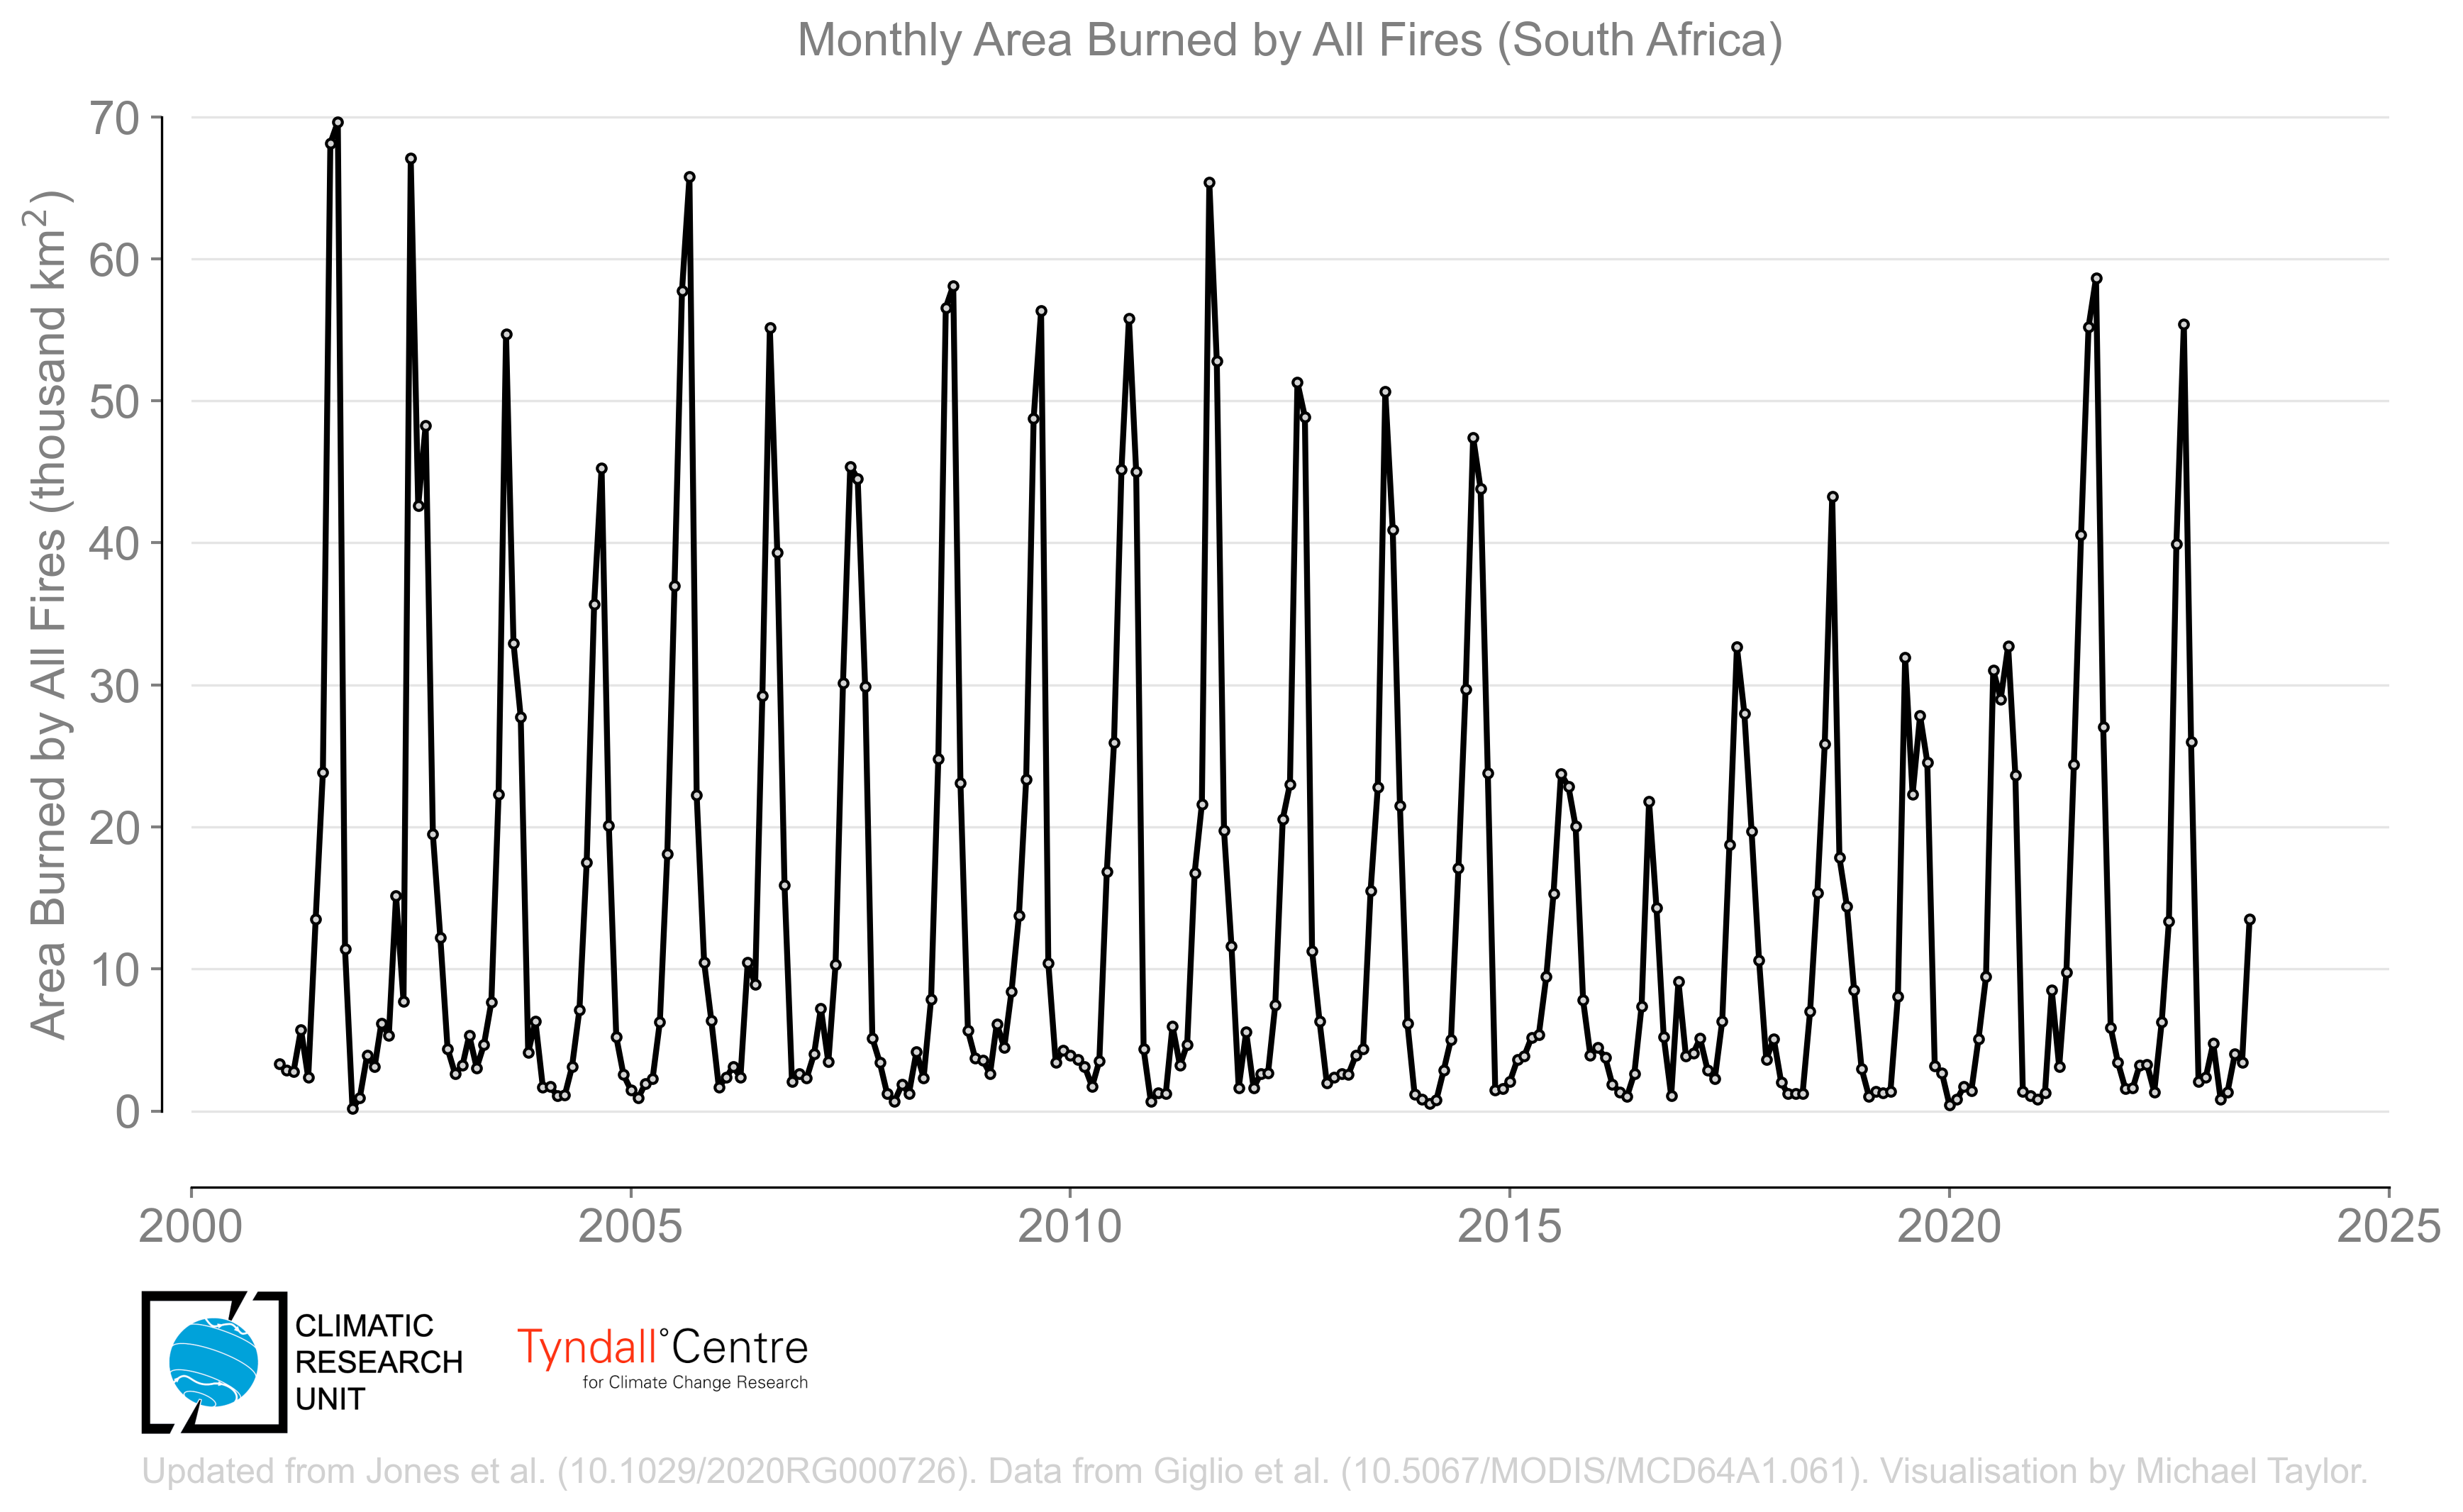 Monthly Area Burned by All Fires (South Africa)
Area Burned by All Fires (thousand km²)
70
60
50
40
30
20
10
0
2000 2005 2010 2015 2020 2025
CLIMATIC
RESEARCH
UNIT
Tyndall°Centre
for Climate Change Research
Updated from Jones et al. (10.1029/2020RG000726). Data from Giglio et al. (10.5067/MODIS/MCD64A1.061). Visualisation by Michael Taylor.